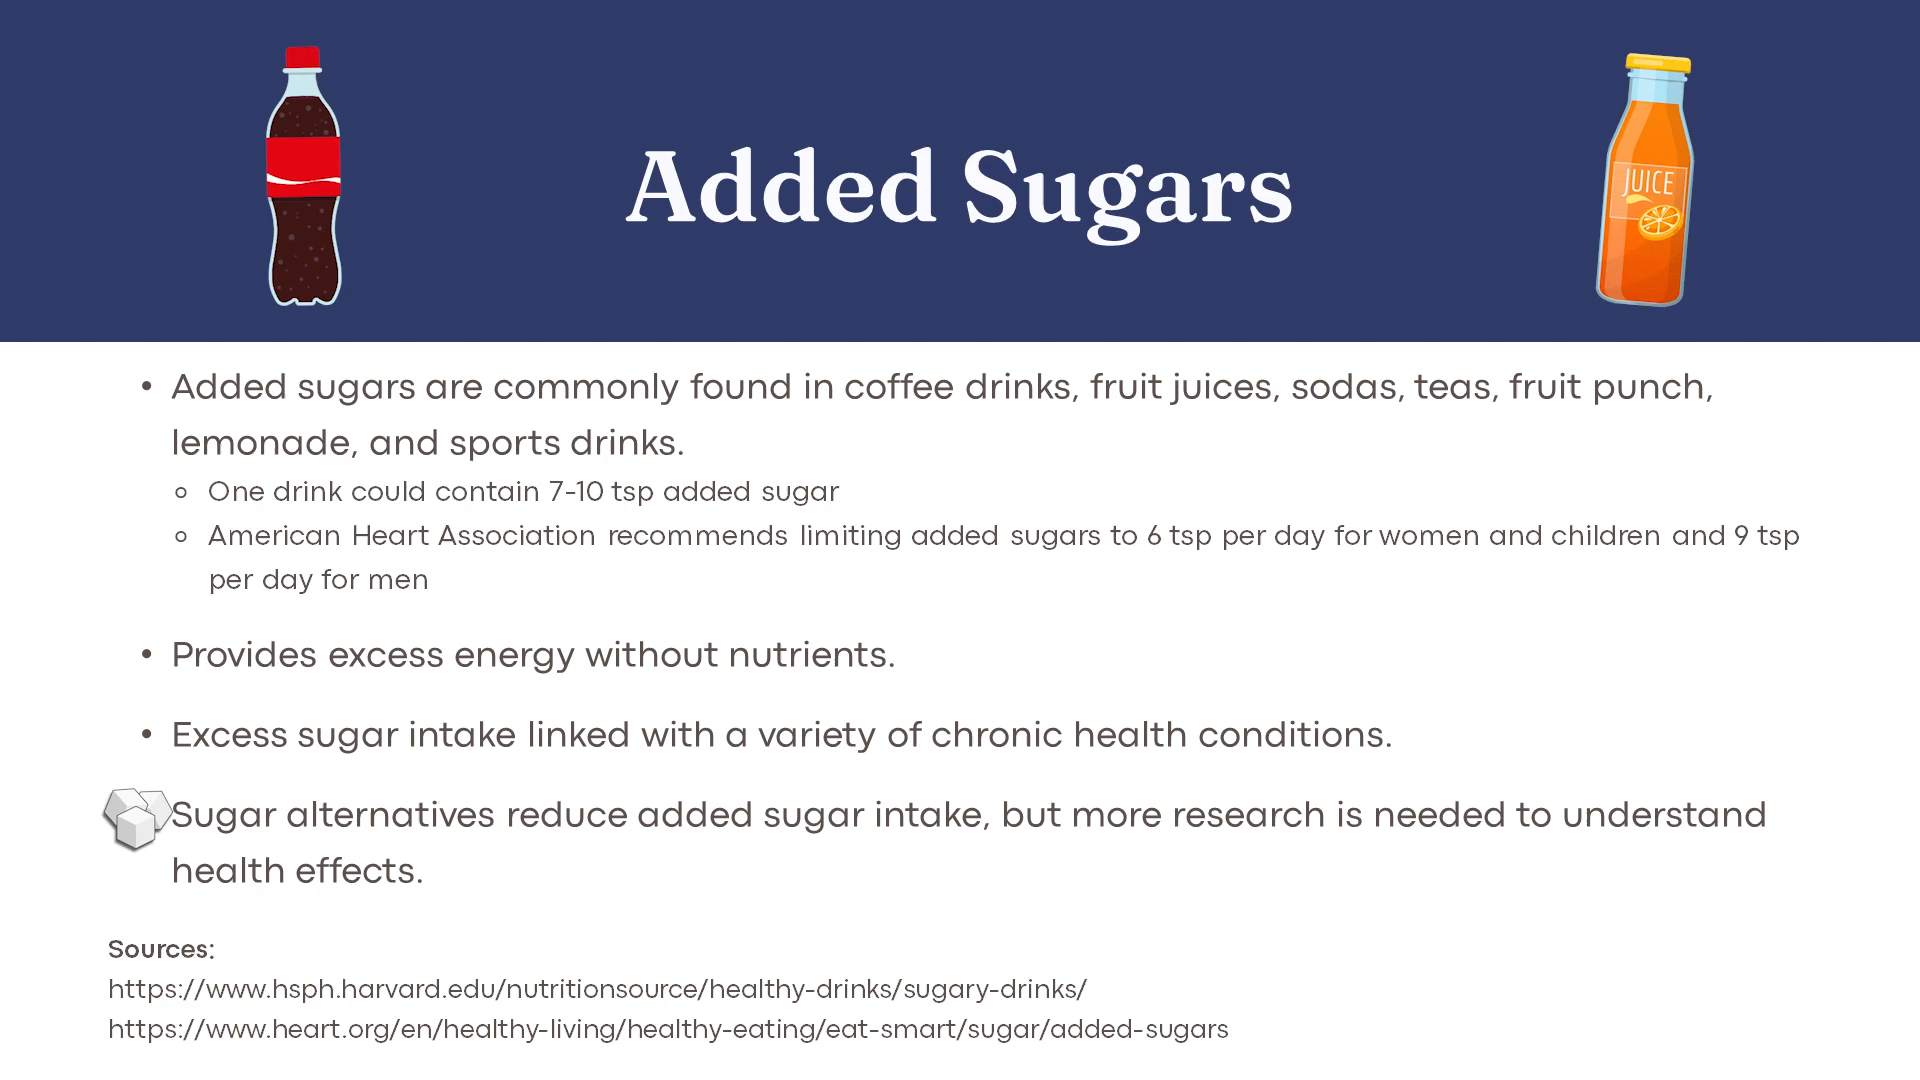 Added Sugars
JUICE
• Added sugars are commonly found in coffee drinks, fruit juices, sodas, teas, fruit punch,
lemonade, and sports drinks.
◦ One drink could contain 7-10 tsp added sugar
◦ American Heart Association recommends limiting added sugars to 6 tsp per day for women and children and 9 tsp
per day for men
• Provides excess energy without nutrients.
• Excess sugar intake linked with a variety of chronic health conditions.
Sugar alternatives reduce added sugar intake, but more research is needed to understand
health effects.
Sources:
https://www.hsph.harvard.edu/nutritionsource/healthy-drinks/sugary-drinks/
https://www.heart.org/en/healthy-living/healthy-eating/eat-smart/sugar/added-sugars